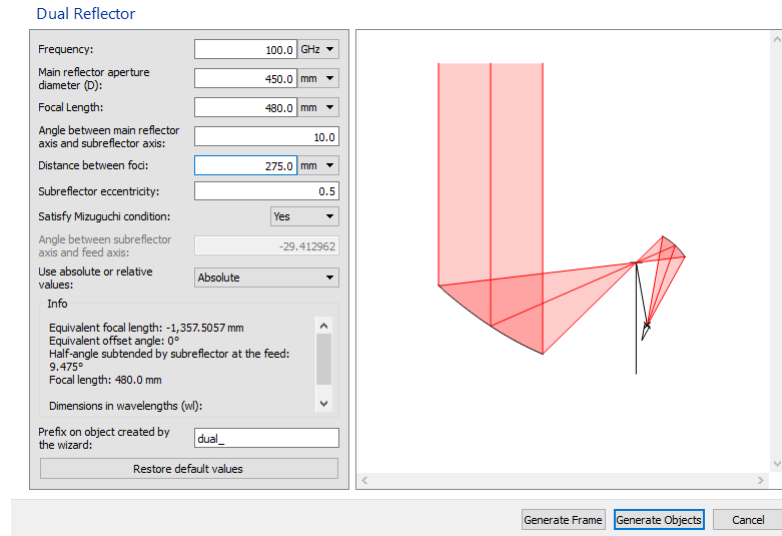 Dual Reflector
Frequency:
100.0 GHz
Main reflector aperture
diameter (D):
450.0 mm
Focal Length:
480.0 mm
Angle between main reflector
axis and subreflector axis:
10.0
Distance between foci:
275.0 mm
Subreflector eccentricity:
0.5
Satisfy Mizuguchi condition:
Yes
Angle between subreflector
axis and feed axis:
-29.412962
Use absolute or relative
values:
Absolute
Info
Equivalent focal length: -1,357.5057 mm
Equivalent offset angle: 0°
Half-angle subtended by subreflector at the feed:
9.475°
Focal length: 480.0 mm
Dimensions in wavelengths (wl):
Prefix on object created by
the wizard:
dual_
Restore default values
Generate Frame
Generate Objects
Cancel